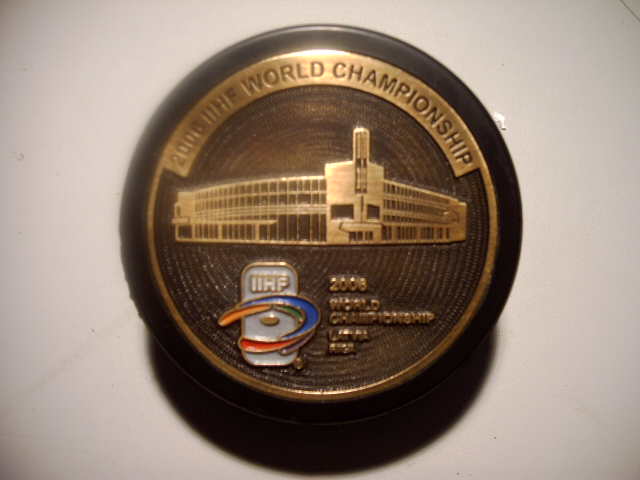 2006 IIHF WORLD CHAMPIONSHIP
IIHF
2006
WORLD
CHAMPIONSHIP
LATVIA
RIGA